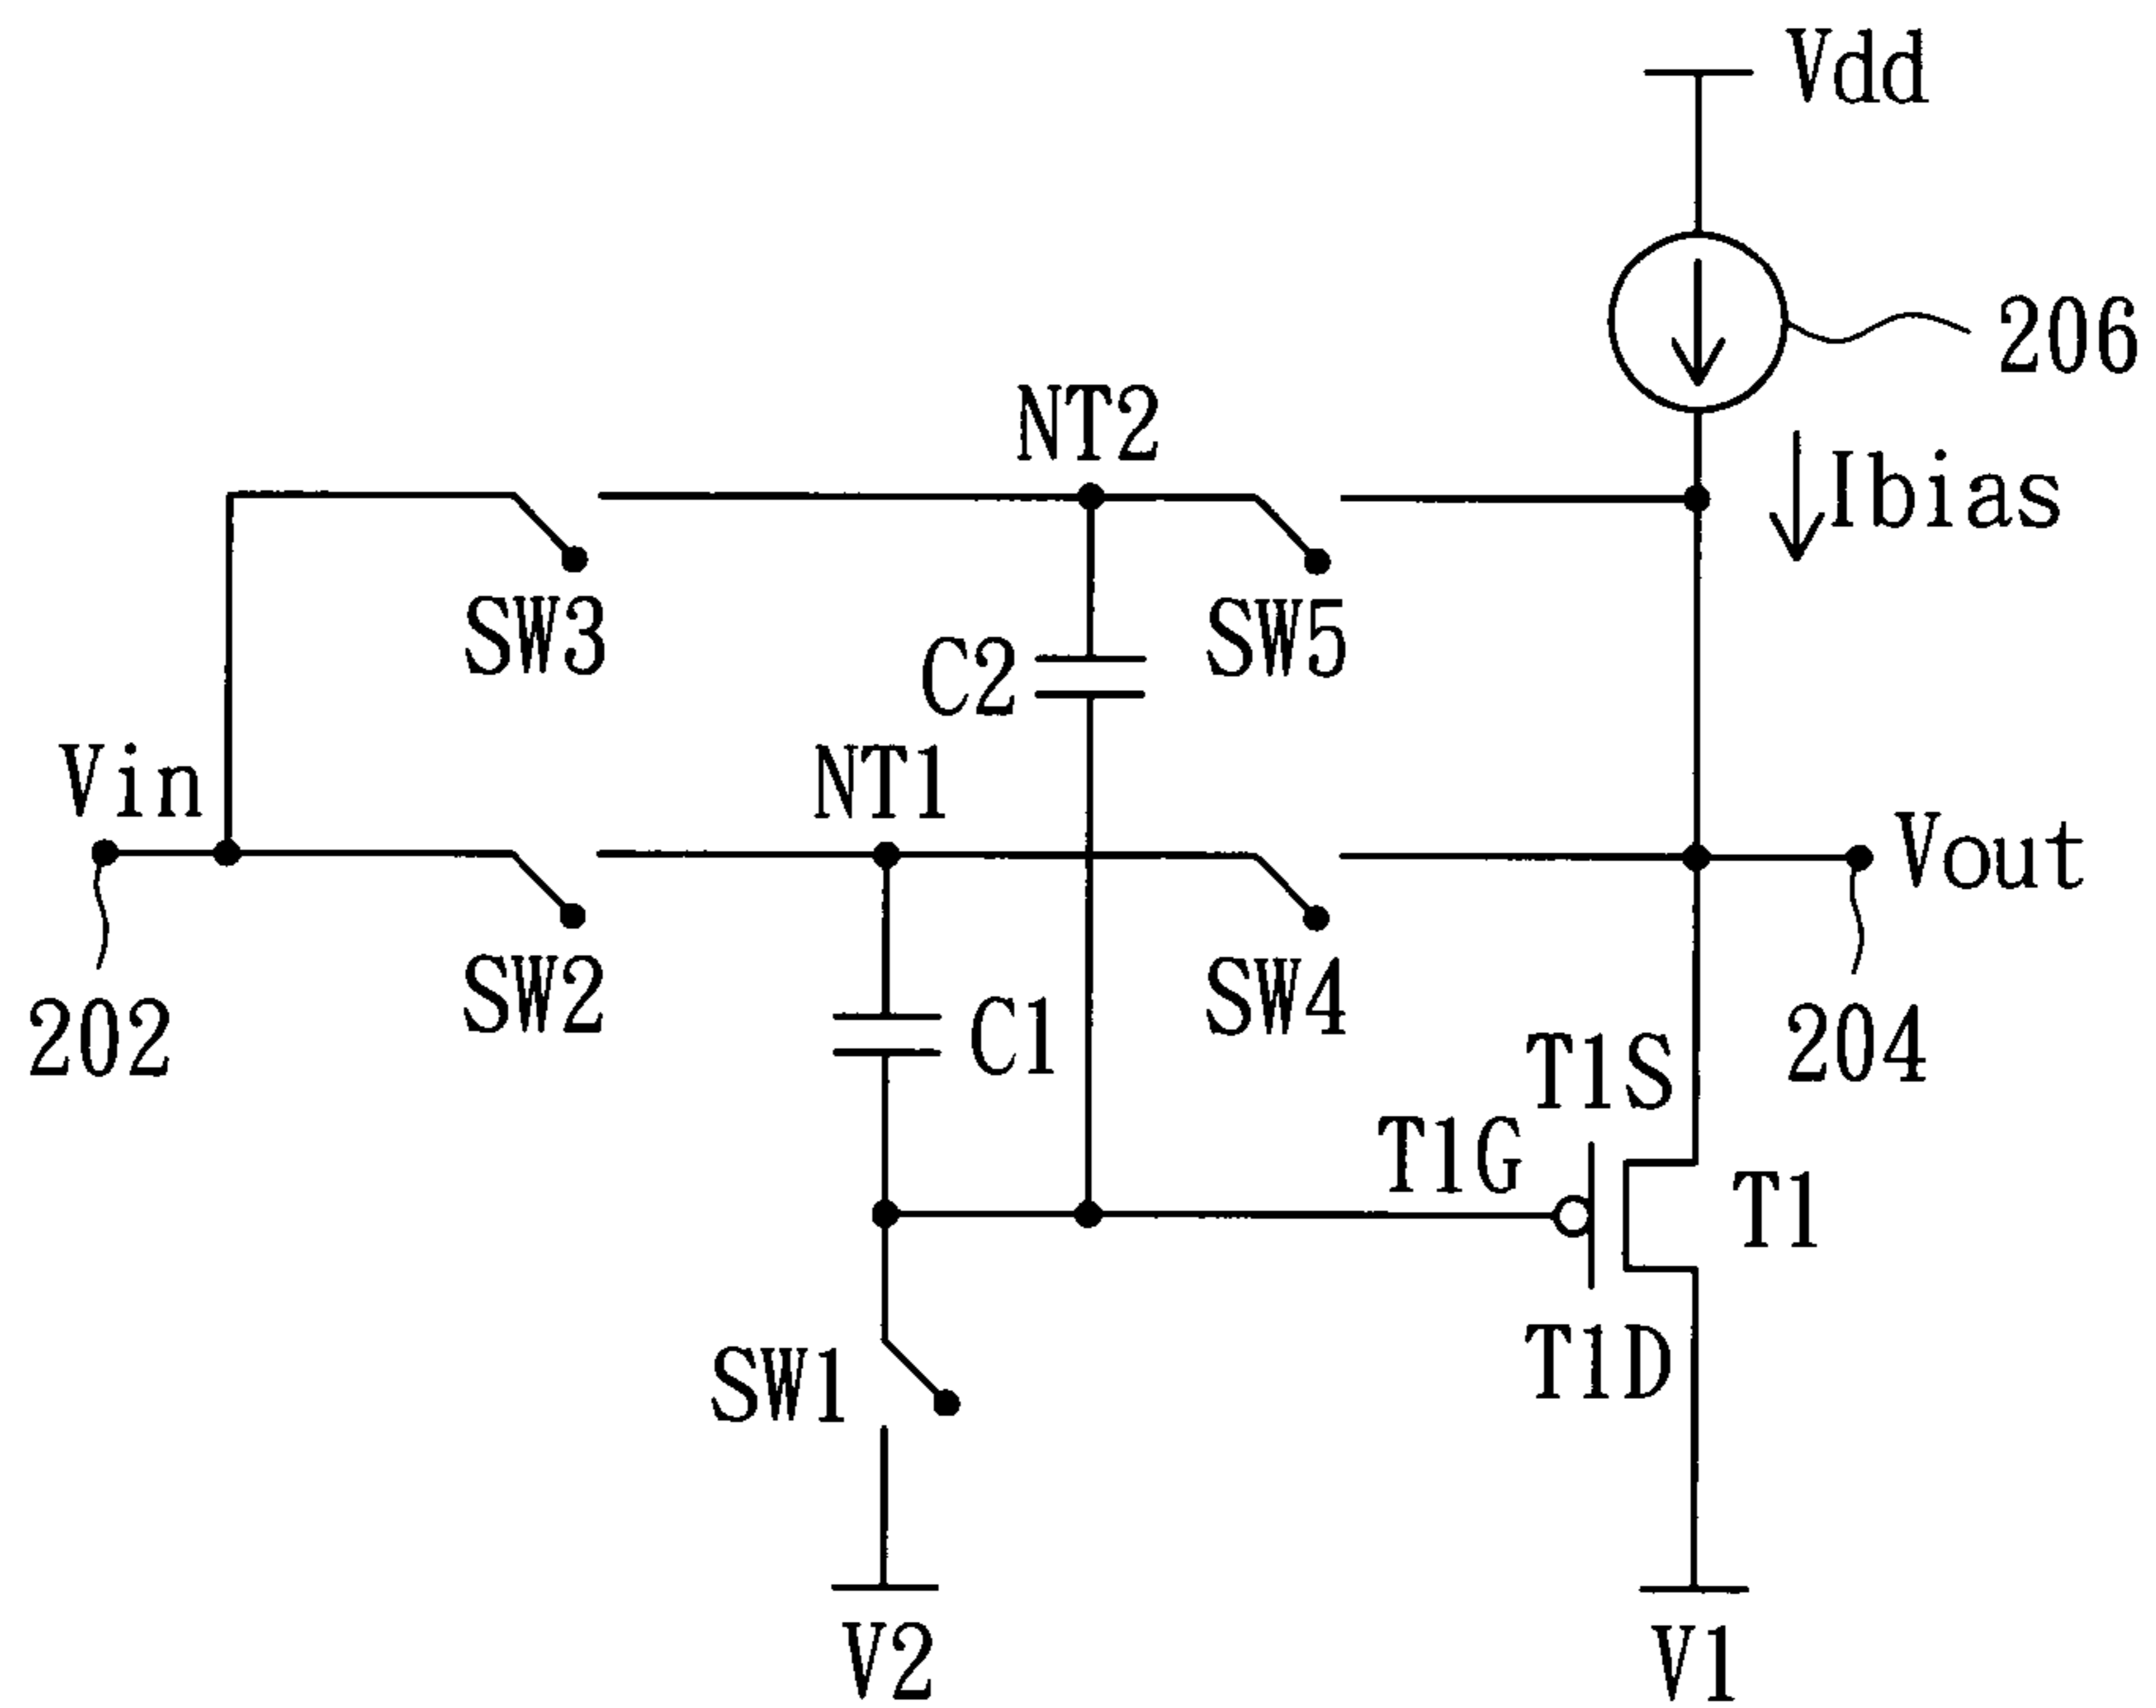 Vdd
206
NT2
Ibias
SW3
SW5
C2
Vin
NT1
Vout
SW2
SW4
C1
202
204
T1S
T1G
T1
T1D
SW1
V2
V1